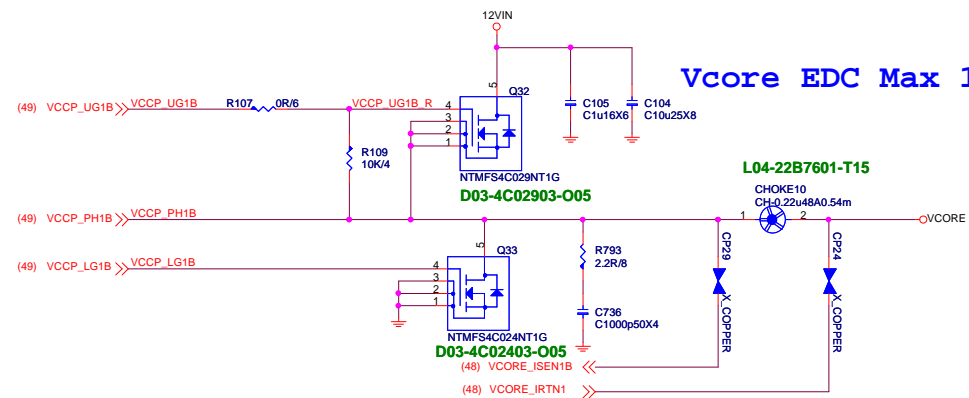 12VIN
Vcore EDC Max 1
(49) VCCP_UG1B VCCP_UG1B R107 0R/6 VCCP_UG1B_R
5 Q32
4
3
2
1
C105
C1u16X6
C104
C10u25X8
R109
10K/4
NTMFS4C029NT1G
D03-4C02903-O05
L04-22B7601-T15
CHOKE10
CH-0.22u48A0.54m
(49) VCCP_PH1B VCCP_PH1B
1 2
VCORE
5 Q33
(49) VCCP_LG1B VCCP_LG1B
4
3
2
1
R793
2.2R/8
C736
C1000p50X4
CP29
X_COPPER
CP24
X_COPPER
NTMFS4C024NT1G
D03-4C02403-O05
(48) VCORE_ISEN1B
(48) VCORE_IRTN1